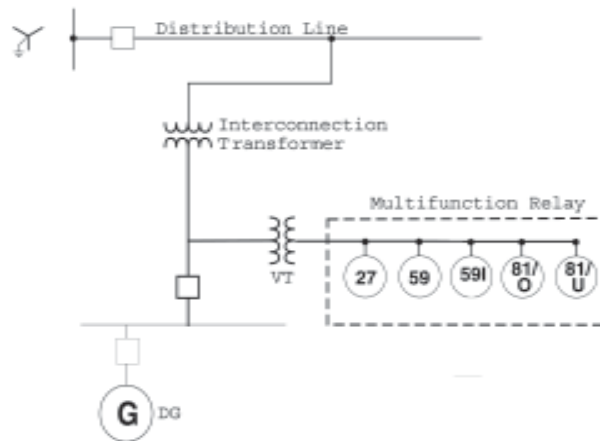 Distribution Line
Interconnection
Transformer
Multifunction Relay
VT
27
59
59I
81/
O
81/
U
G
DG